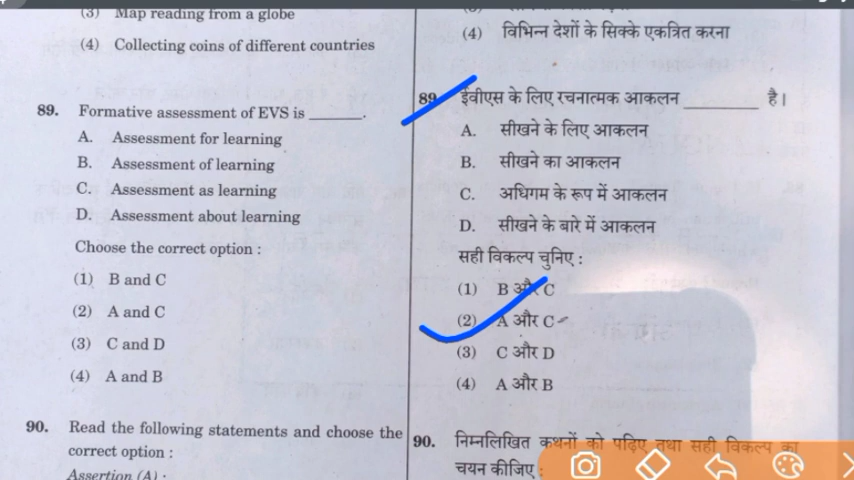 (3) Map reading from a globe
(4) Collecting coins of different countries
89. Formative assessment of EVS is ______.
A. Assessment for learning
B. Assessment of learning
C. Assessment as learning
D. Assessment about learning
Choose the correct option :
(1) B and C
(2) A and C
(3) C and D
(4) A and B
90. Read the following statements and choose the
correct option :
Assertion (A) :
(4) विभिन्न देशों के सिक्के एकत्रित करना
89. ईवीएस के लिए रचनात्मक आकलन ________ है।
A. सीखने के लिए आकलन
B. सीखने का आकलन
C. अधिगम के रूप में आकलन
D. सीखने के बारे में आकलन
सही विकल्प चुनिए :
(1) B और C
(2) A और C
(3) C और D
(4) A और B
90. निम्नलिखित कथनों को पढ़िए तथा सही विकल्प का
चयन कीजिए :